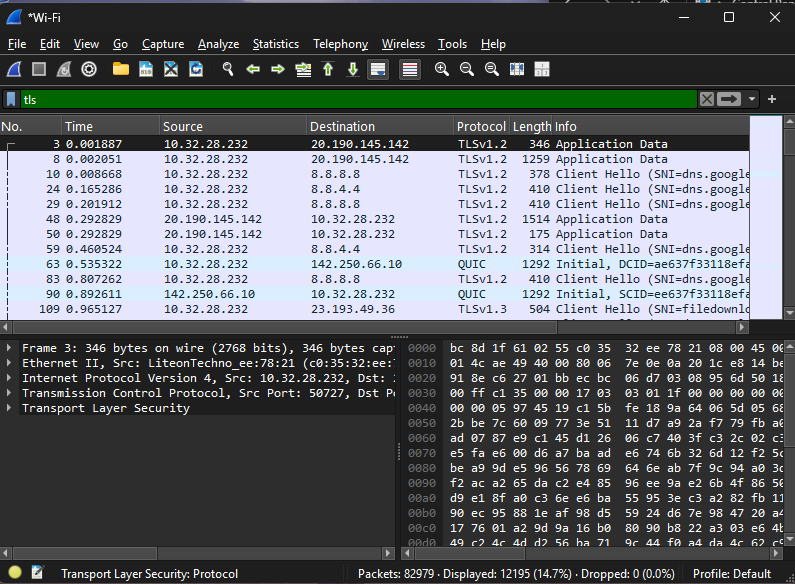 *Wi-Fi
File Edit View Go Capture Analyze Statistics Telephony Wireless Tools Help
tls
No. Time Source Destination Protocol Length Info
3 0.001887 10.32.28.232 20.190.145.142 TLSv1.2 346 Application Data
8 0.002051 10.32.28.232 20.190.145.142 TLSv1.2 1259 Application Data
10 0.008668 10.32.28.232 8.8.8.8 TLSv1.2 378 Client Hello (SNI=dns.google
24 0.165286 10.32.28.232 8.8.4.4 TLSv1.2 410 Client Hello (SNI=dns.google
29 0.201912 10.32.28.232 8.8.8.8 TLSv1.2 410 Client Hello (SNI=dns.google
48 0.292829 20.190.145.142 10.32.28.232 TLSv1.2 1514 Application Data
50 0.292829 20.190.145.142 10.32.28.232 TLSv1.2 175 Application Data
59 0.460524 10.32.28.232 8.8.4.4 TLSv1.2 314 Client Hello (SNI=dns.google
63 0.535322 10.32.28.232 142.250.66.10 QUIC 1292 Initial, DCID=ae637f33118efa
83 0.807262 10.32.28.232 8.8.8.8 TLSv1.2 410 Client Hello (SNI=dns.google
90 0.892611 142.250.66.10 10.32.28.232 QUIC 1292 Initial, SCID=ee637f33118efa
109 0.965127 10.32.28.232 23.193.49.36 TLSv1.3 504 Client Hello (SNI=filedownlo
Frame 3: 346 bytes on wire (2768 bits), 346 bytes cap
Ethernet II, Src: LiteonTechno_ee:78:21 (c0:35:32:ee:
Internet Protocol Version 4, Src: 10.32.28.232, Dst:
Transmission Control Protocol, Src Port: 50727, Dst Po
Transport Layer Security
0000 bc 8d 1f 61 02 55 c0 35 32 ee 78 21 08 00 45 00
0010 01 4c ae 49 40 00 80 06 7e 0e 0a 20 1c e8 14 be
0020 91 8e c6 27 01 bb ec bc 06 d7 03 08 95 6d 50 18
0030 00 ff c1 35 00 00 17 03 03 01 1f 00 00 00 00 00
0040 00 00 05 97 45 19 c1 5b fe 18 9a 64 06 5d 05 68
0050 2b be 7c 60 09 77 3e 51 11 d7 a9 2a f7 79 fb a0
0060 ad 07 87 e9 c1 45 d1 26 06 c7 40 3f c3 2c 02 c3
0070 e5 fa e6 00 d6 a7 ba ad e6 74 6b 32 6d 12 f2 5c
0080 be a9 9d e5 96 56 78 69 64 6e ab 7f 9c 94 a0 3c
0090 f2 ac a2 65 da c2 e4 85 96 ee 9a e2 6b 4f 86 50
00a0 d9 e1 8f a0 c3 6e e6 ba 55 95 3e c3 a2 82 fb 11
00b0 90 ec 95 88 1e af 98 d5 59 24 d6 7e 98 47 20 a4
00c0 17 76 01 a2 9d 9a 16 b0 80 90 b8 22 a3 03 e6 4b
00d0 49 c2 4c 4d d2 56 ba 71 9c 44 f0 a4 da 4c 62 c9
Transport Layer Security: Protocol
Packets: 82979 · Displayed: 12195 (14.7%) · Dropped: 0 (0.0%)
Profile: Default